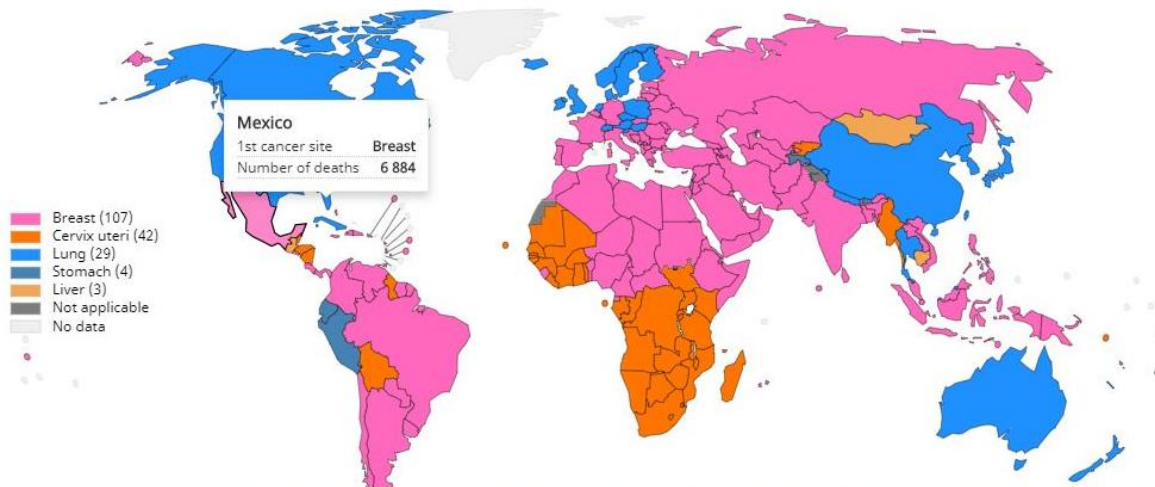 Mexico
1st cancer site Breast
Number of deaths 6 884
Breast (107)
Cervix uteri (42)
Lung (29)
Stomach (4)
Liver (3)
Not applicable
No data